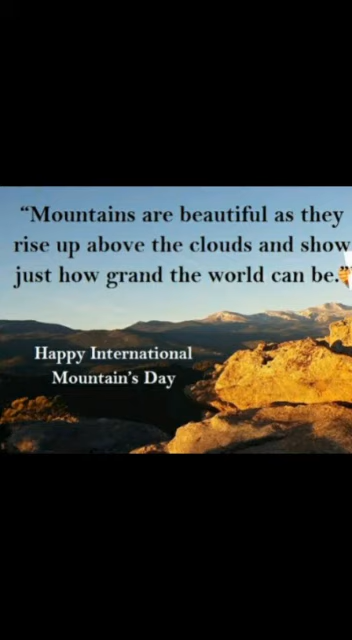 “Mountains are beautiful as they
rise up above the clouds and show
just how grand the world can be.”
Happy International
Mountain's Day